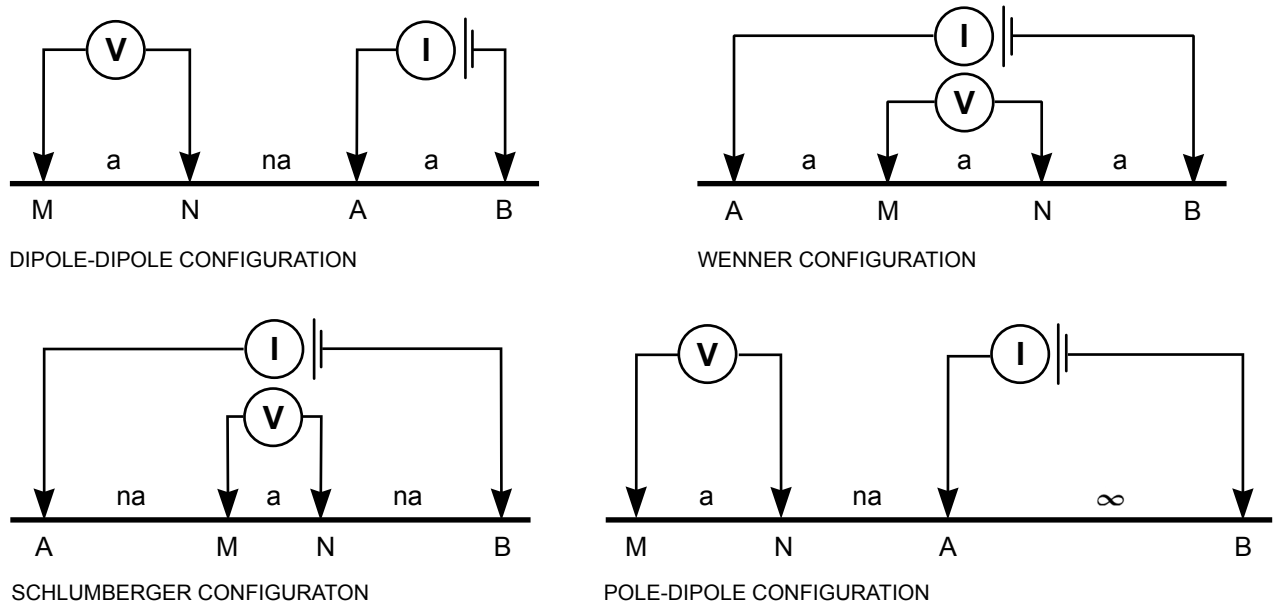 V
I
a na a
M N A B
DIPOLE-DIPOLE CONFIGURATION
I
V
a a a
A M N B
WENNER CONFIGURATION
I
V
na a na
A M N B
SCHLUMBERGER CONFIGURATON
V
I
a na ∞
M N A B
POLE-DIPOLE CONFIGURATION